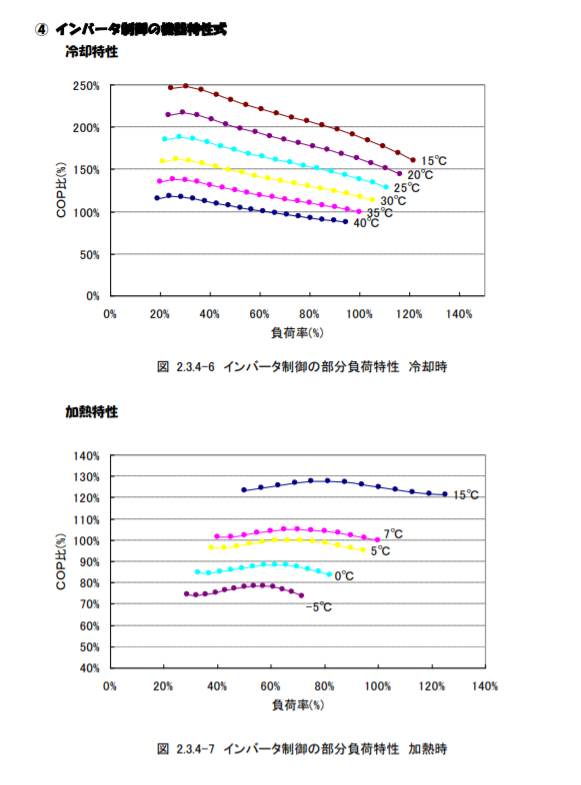 ④ インバータ制御の機器特性式
冷却特性
250%
200%
150%
100%
50%
0%
COP比(%)
15℃
20℃
25℃
30℃
35℃
40℃
0% 20% 40% 60% 80% 100% 120% 140%
負荷率(%)
図 2.3.4-6 インバータ制御の部分負荷特性 冷却時
加熱特性
140%
130%
120%
110%
100%
90%
80%
70%
60%
50%
40%
COP比(%)
15℃
7℃
5℃
0℃
-5℃
0% 20% 40% 60% 80% 100% 120% 140%
負荷率(%)
図 2.3.4-7 インバータ制御の部分負荷特性 加熱時